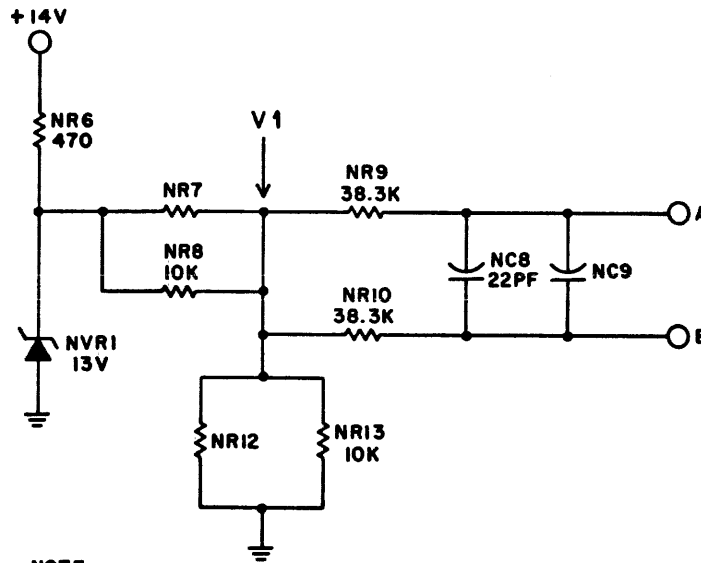 +14V
NR6
470
V1
NR7
NR9
38.3K
A
NR8
10K
NC8
22PF
NC9
NR10
38.3K
NVR1
13V
NR12
NR13
10K